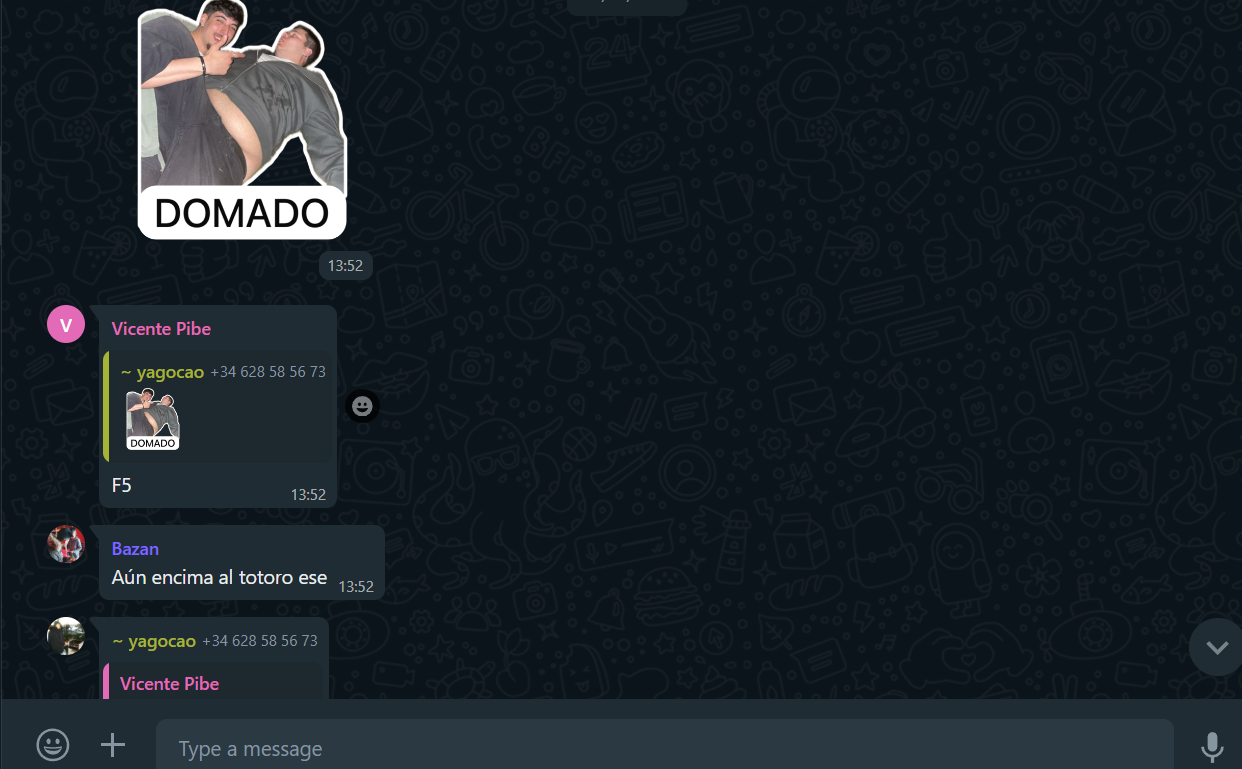 DOMADO
13:52
V
Vicente Pibe
~ yagocao +34 628 58 56 73
DOMADO
F5
13:52
Bazan
Aún encima al totoro ese
13:52
~ yagocao +34 628 58 56 73
Vicente Pibe
Type a message